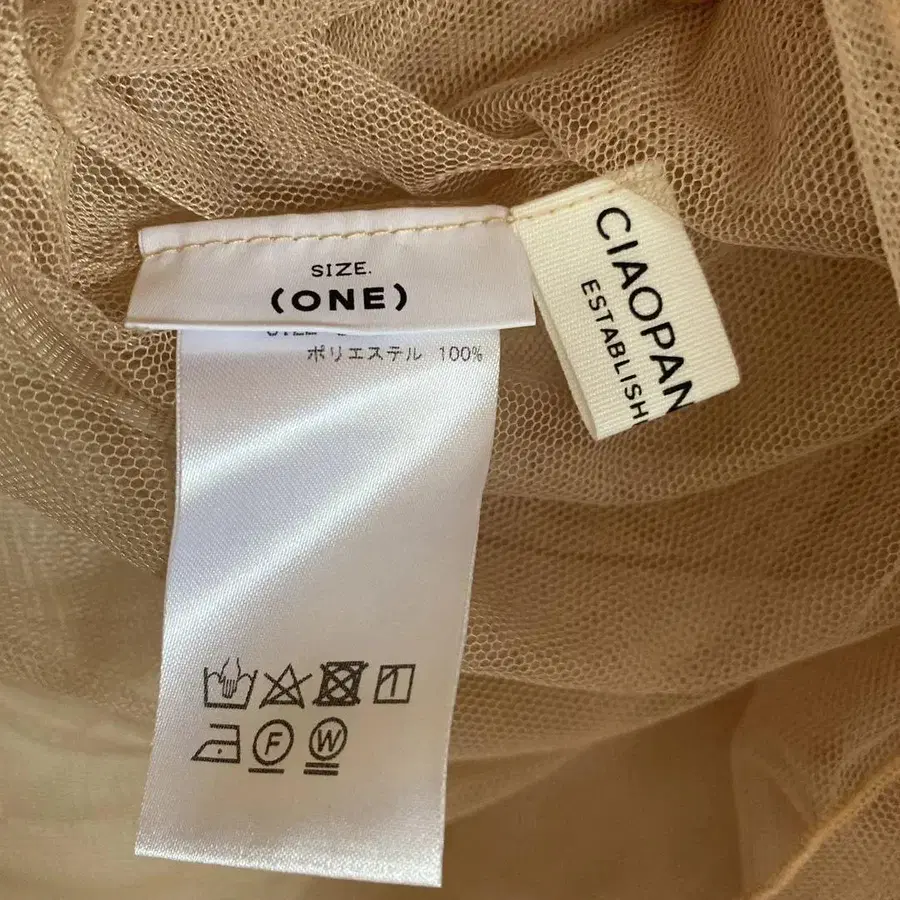 SIZE.
(ONE)
ポリエステル 100%
CIAOPAN
ESTABLISH
F
W